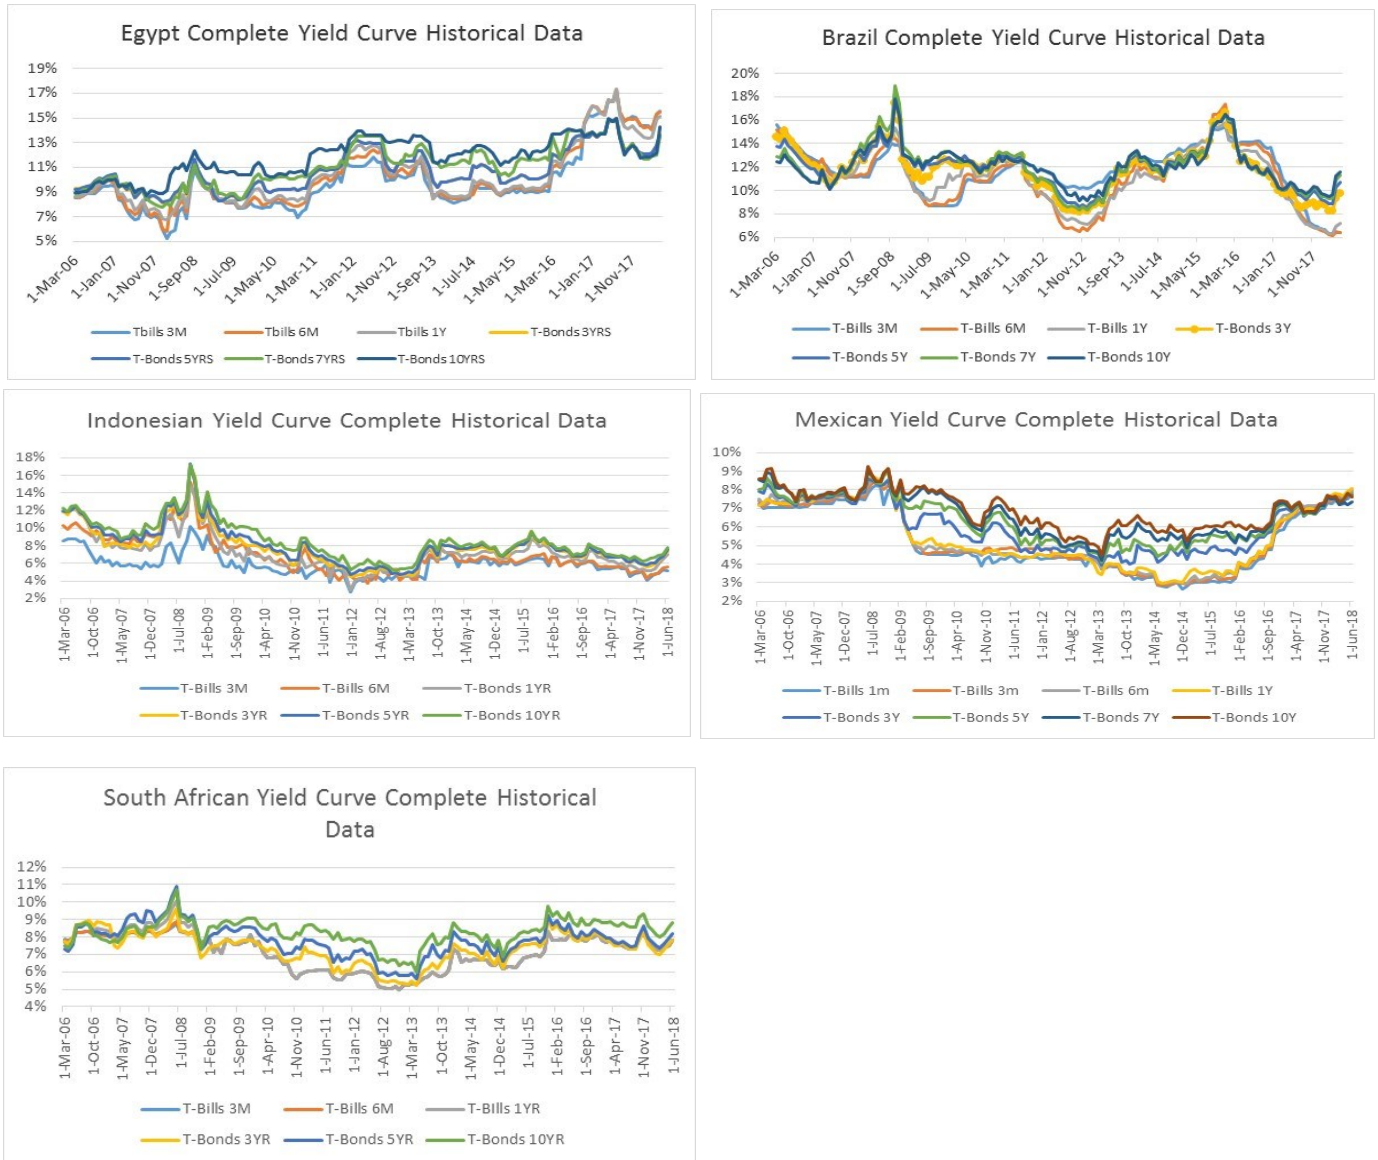 Egypt Complete Yield Curve Historical Data
19%
17%
15%
13%
11%
9%
7%
5%
1-Mar-06
1-Jan-07
1-Nov-07
1-Sep-08
1-Jul-09
1-May-10
1-Mar-11
1-Jan-12
1-Nov-12
1-Sep-13
1-Jul-14
1-May-15
1-Mar-16
1-Jan-17
1-Nov-17
Tbills 3M
Tbills 6M
Tbills 1Y
T-Bonds 3YRS
T-Bonds 5YRS
T-Bonds 7YRS
T-Bonds 10YRS
Brazil Complete Yield Curve Historical Data
20%
18%
16%
14%
12%
10%
8%
6%
1-Mar-06
1-Jan-07
1-Nov-07
1-Sep-08
1-Jul-09
1-May-10
1-Mar-11
1-Jan-12
1-Nov-12
1-Sep-13
1-Jul-14
1-May-15
1-Mar-16
1-Jan-17
1-Nov-17
T-Bills 3M
T-Bills 6M
T-Bills 1Y
T-Bonds 3Y
T-Bonds 5Y
T-Bonds 7Y
T-Bonds 10Y
Indonesian Yield Curve Complete Historical Data
18%
16%
14%
12%
10%
8%
6%
4%
2%
1-Mar-06
1-Oct-06
1-May-07
1-Dec-07
1-Jul-08
1-Feb-09
1-Sep-09
1-Apr-10
1-Nov-10
1-Jun-11
1-Jan-12
1-Aug-12
1-Mar-13
1-Oct-13
1-May-14
1-Dec-14
1-Jul-15
1-Feb-16
1-Sep-16
1-Apr-17
1-Nov-17
1-Jun-18
T-Bills 3M
T-Bills 6M
T-Bonds 1YR
T-Bonds 3YR
T-Bonds 5YR
T-Bonds 10YR
Mexican Yield Curve Complete Historical Data
10%
9%
8%
7%
6%
5%
4%
3%
2%
1-Mar-06
1-Oct-06
1-May-07
1-Dec-07
1-Jul-08
1-Feb-09
1-Sep-09
1-Apr-10
1-Nov-10
1-Jun-11
1-Jan-12
1-Aug-12
1-Mar-13
1-Oct-13
1-May-14
1-Dec-14
1-Jul-15
1-Feb-16
1-Sep-16
1-Apr-17
1-Nov-17
1-Jun-18
T-Bills 1m
T-Bills 3m
T-Bills 6m
T-Bills 1Y
T-Bonds 3Y
T-Bonds 5Y
T-Bonds 7Y
T-Bonds 10Y
South African Yield Curve Complete Historical
Data
12%
11%
10%
9%
8%
7%
6%
5%
4%
1-Mar-06
1-Oct-06
1-May-07
1-Dec-07
1-Jul-08
1-Feb-09
1-Sep-09
1-Apr-10
1-Nov-10
1-Jun-11
1-Jan-12
1-Aug-12
1-Mar-13
1-Oct-13
1-May-14
1-Dec-14
1-Jul-15
1-Feb-16
1-Sep-16
1-Apr-17
1-Nov-17
1-Jun-18
T-Bills 3M
T-Bills 6M
T-BIlls 1YR
T-Bonds 3YR
T-Bonds 5YR
T-Bonds 10YR